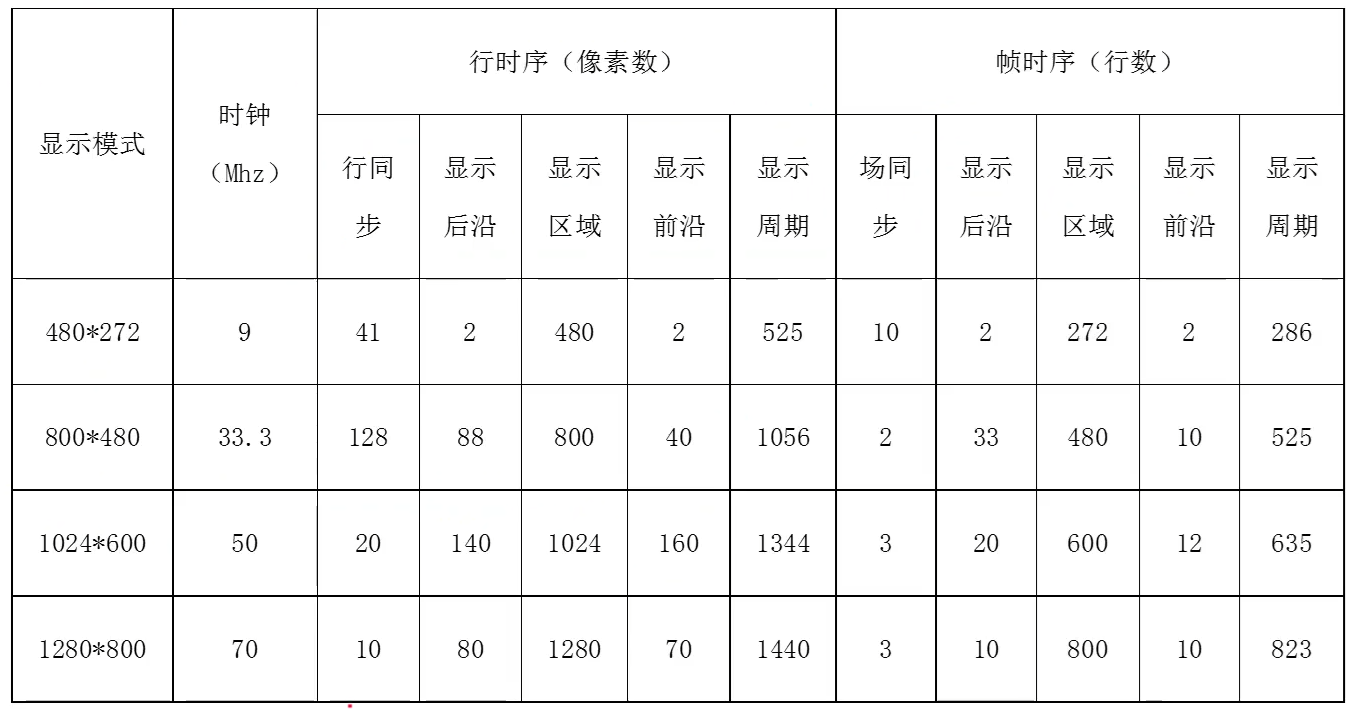 显示模式
时钟
（Mhz）
行时序（像素数）
帧时序（行数）
行同
步
显示
后沿
显示
区域
显示
前沿
显示
周期
场同
步
显示
后沿
显示
区域
显示
前沿
显示
周期
480*272 9 41 2 480 2 525 10 2 272 2 286
800*480 33.3 128 88 800 40 1056 2 33 480 10 525
1024*600 50 20 140 1024 160 1344 3 20 600 12 635
1280*800 70 10 80 1280 70 1440 3 10 800 10 823